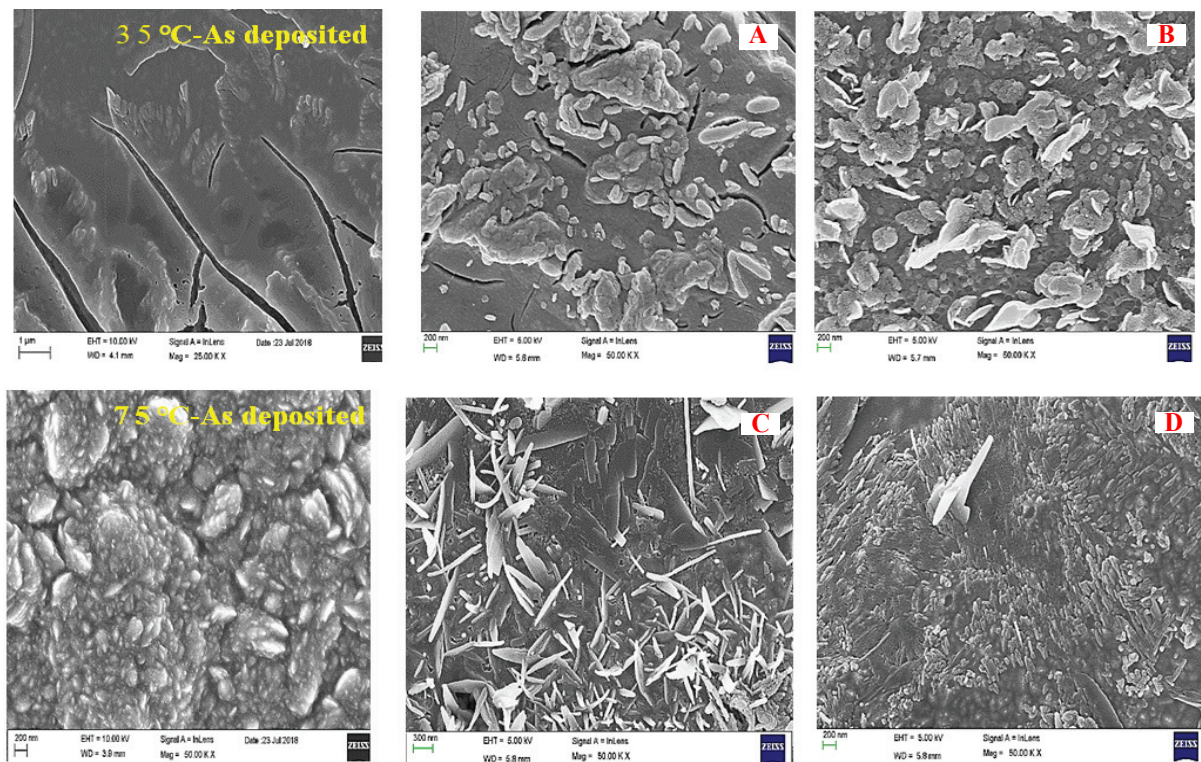 3 5 °C-As deposited
A
B
1 µm
EHT = 10.00 kV
Signal A = InLens
Date :23 Jul 2018
WD = 4.1 mm
Mag = 25.00 K X
ZEISS
200 nm
EHT = 5.00 kV
Signal A = InLens
WD = 5.6 mm
Mag = 50.00 K X
ZEISS
200 nm
EHT = 5.00 kV
Signal A = InLens
WD = 5.7 mm
Mag = 50.00 K X
ZEISS
7 5 °C-As deposited
C
D
200 nm
EHT = 10.00 kV
Signal A = InLens
Date :23 Jul 2018
WD = 3.9 mm
Mag = 50.00 K X
ZEISS
300 nm
EHT = 5.00 kV
Signal A = InLens
WD = 5.8 mm
Mag = 50.00 K X
ZEISS
200 nm
EHT = 5.00 kV
Signal A = InLens
WD = 5.8 mm
Mag = 50.00 K X
ZEISS